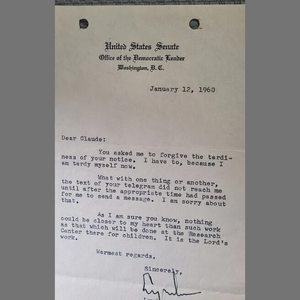 United States Senate
Office of the Democratic Leader
Washington, D. C.
January 12, 1960
Dear Claude:
You asked me to forgive the tardi-
ness of your notice. I have to, because I
am tardy myself now.
What with one thing or another,
the text of your telegram did not reach me
until after the appropriate time had passed
for me to send a message. I am sorry about
that.
As I am sure you know, nothing
could be closer to my heart than such work
as that which will be done at the Research
Center there for children. It is the Lord's
work.
Warmest regards.
Sincerely,
Lyndon